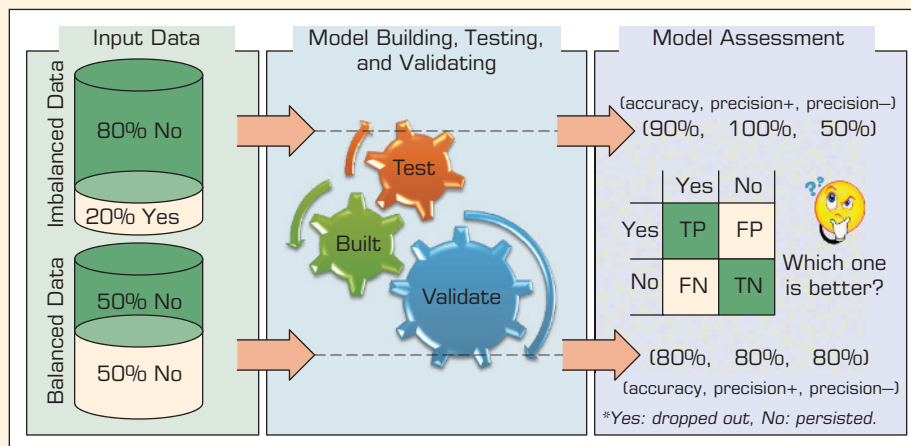 Input Data
Imbalanced Data
80% No
20% Yes
Balanced Data
50% No
50% No
Model Building, Testing,
and Validating
Test
Built
Validate
Model Assessment
(accuracy, precision+, precision–)
(90%, 100%, 50%)
Yes No
Yes TP FP
No FN TN
??
Which one
is better?
(80%, 80%, 80%)
(accuracy, precision+, precision–)
*Yes: dropped out, No: persisted.